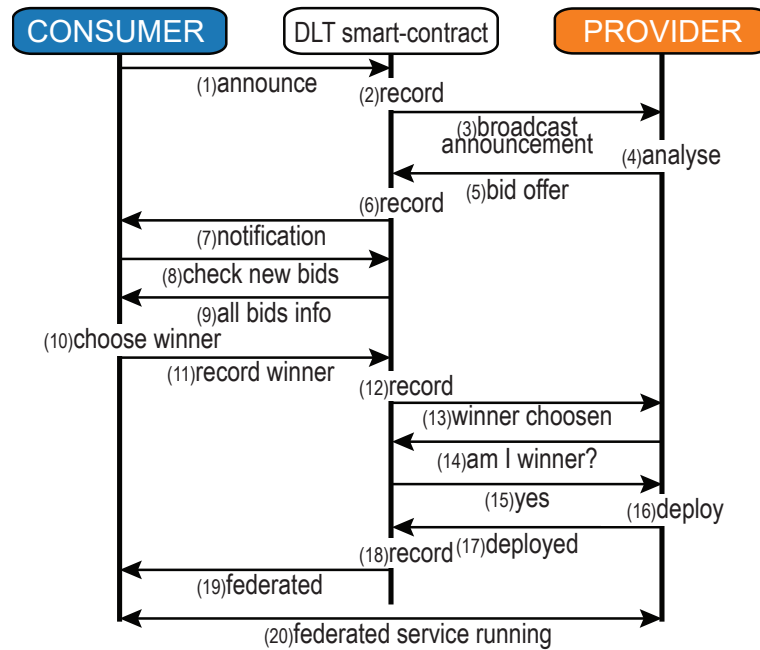 CONSUMER
DLT smart-contract
PROVIDER
(1)announce
(2)record
(3)broadcast
announcement
(4)analyse
(5)bid offer
(6)record
(7)notification
(8)check new bids
(9)all bids info
(10)choose winner
(11)record winner
(12)record
(13)winner choosen
(14)am I winner?
(15)yes
(16)deploy
(17)deployed
(18)record
(19)federated
(20)federated service running